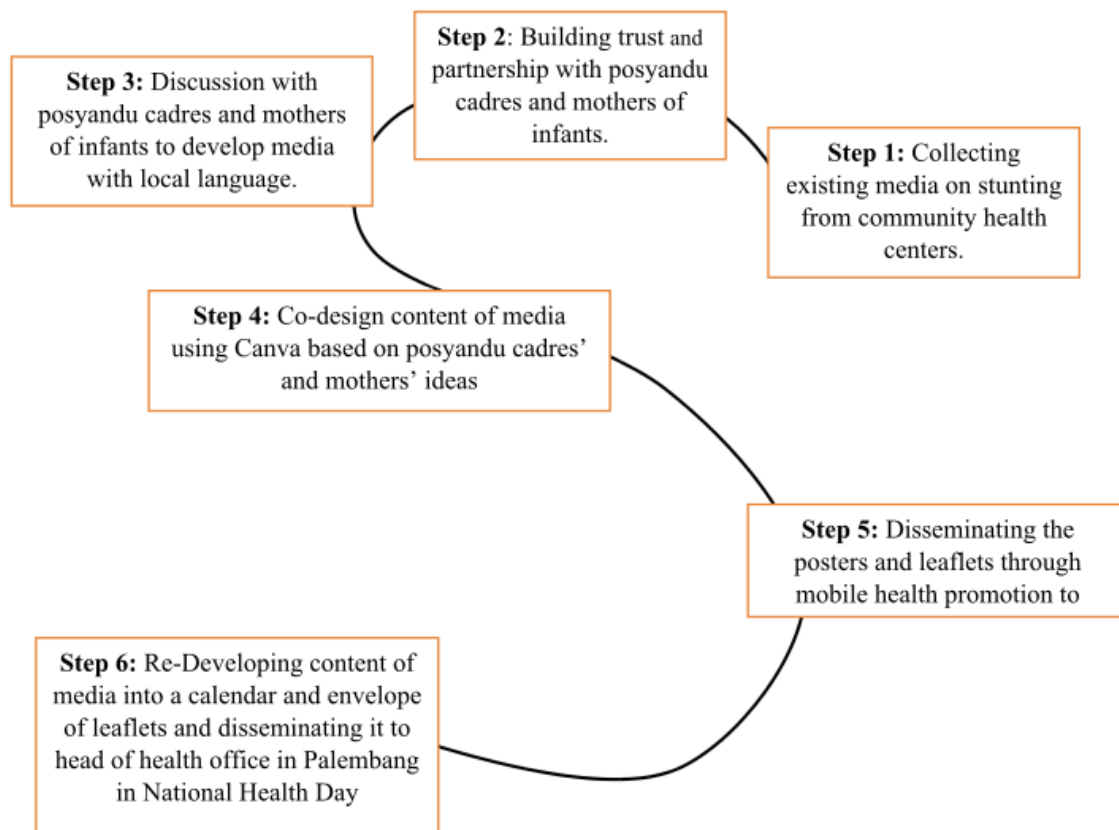 Step 2: Building trust and
partnership with posyandu
cadres and mothers of
infants.
Step 3: Discussion with
posyandu cadres and mothers
of infants to develop media
with local language.
Step 1: Collecting
existing media on stunting
from community health
centers.
Step 4: Co-design content of media
using Canva based on posyandu cadres’
and mothers’ ideas
Step 5: Disseminating the
posters and leaflets through
mobile health promotion to
Step 6: Re-Developing content of
media into a calendar and envelope
of leaflets and disseminating it to
head of health office in Palembang
in National Health Day